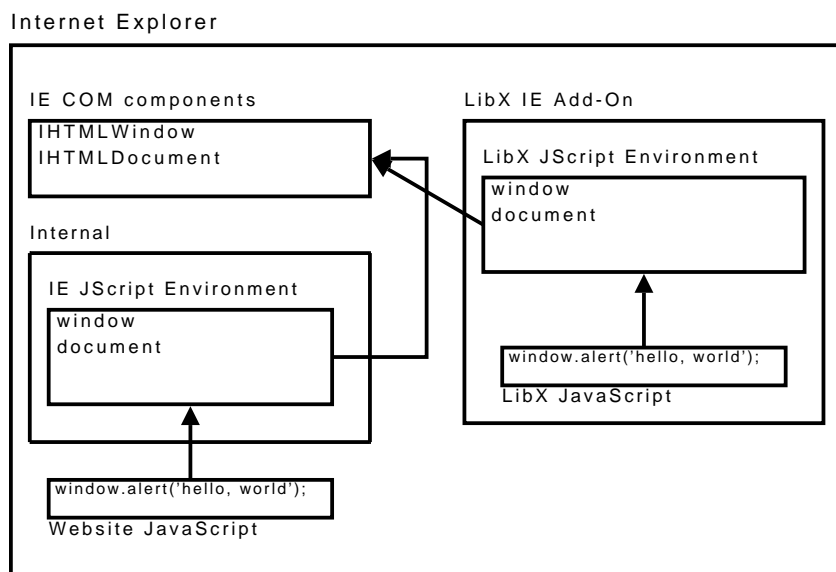 Internet Explorer
IE COM components
IHTMLWindow
IHTMLDocument
Internal
IE JScript Environment
window
document
window.alert('hello, world');
Website JavaScript
LibX IE Add-On
LibX JScript Environment
window
document
window.alert('hello, world');
LibX JavaScript